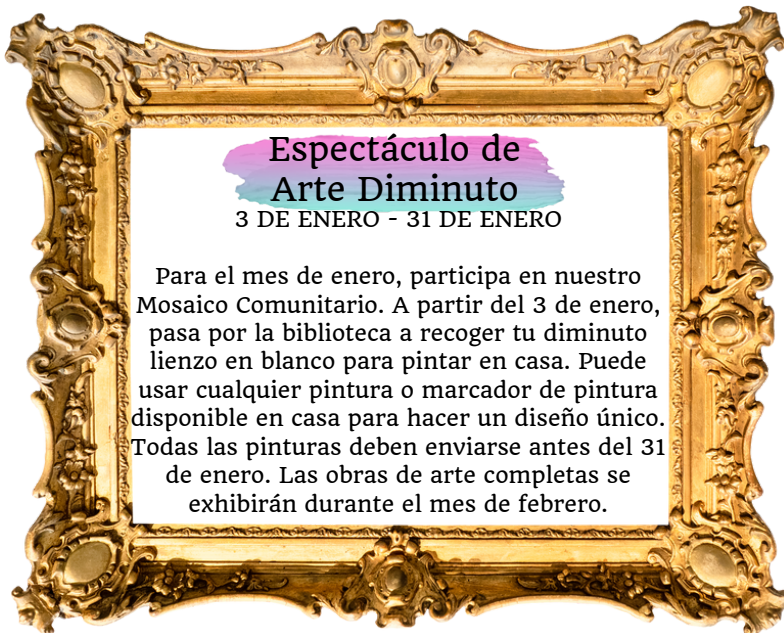 Espectáculo de
Arte Diminuto
3 DE ENERO - 31 DE ENERO
Para el mes de enero, participa en nuestro
Mosaico Comunitario. A partir del 3 de enero,
pasa por la biblioteca a recoger tu diminuto
lienzo en blanco para pintar en casa. Puede
usar cualquier pintura o marcador de pintura
disponible en casa para hacer un diseño único.
Todas las pinturas deben enviarse antes del 31
de enero. Las obras de arte completas se
exhibirán durante el mes de febrero.